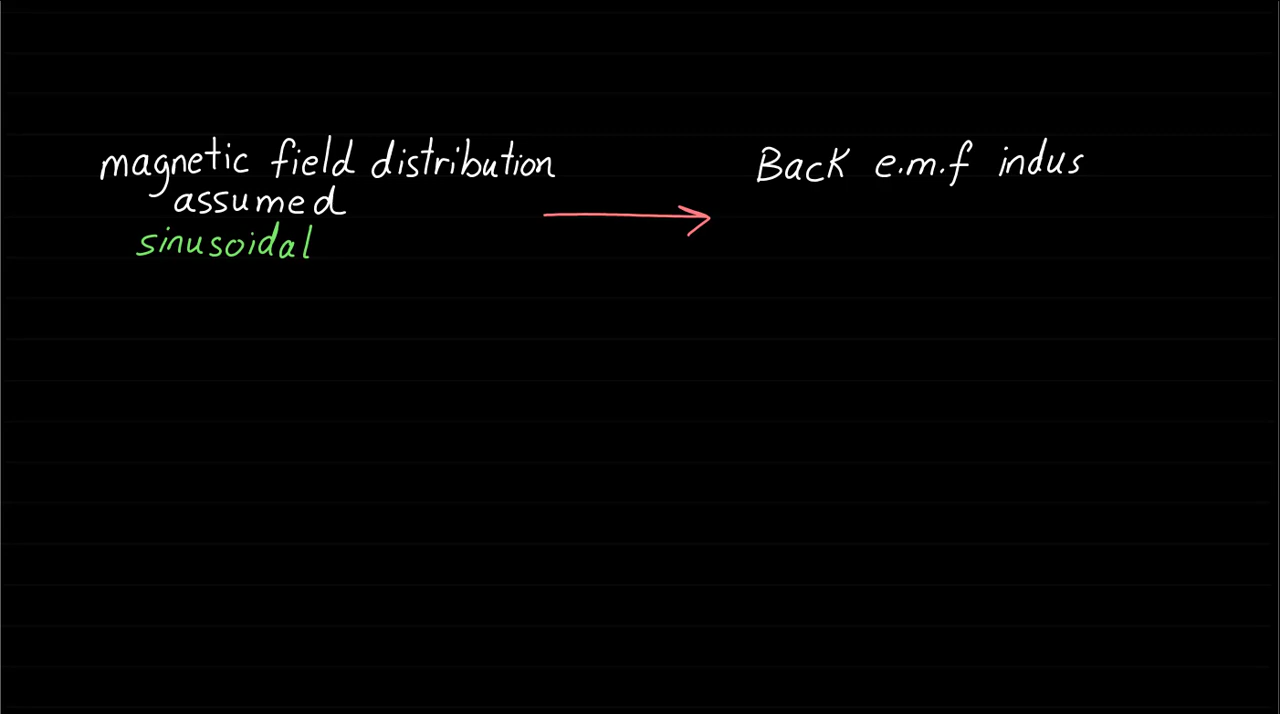 magnetic field distribution
assumed
sinusoidal
Back e.m.f indus